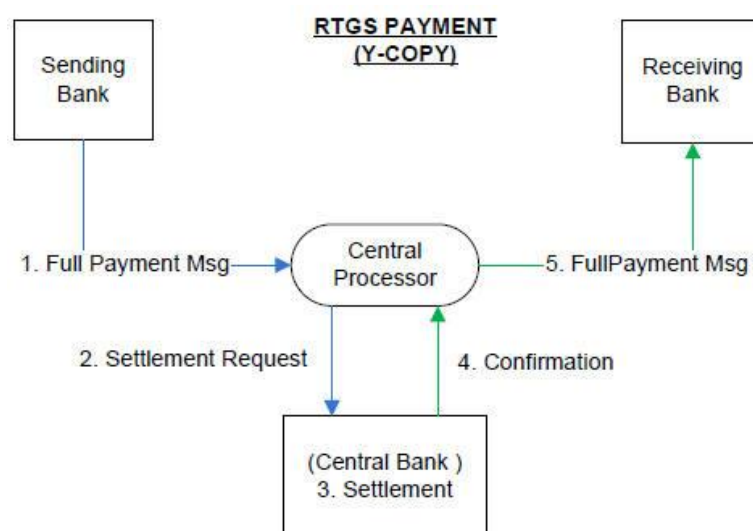 RTGS PAYMENT
(Y-COPY)
Sending
Bank
Receiving
Bank
1. Full Payment Msg
Central
Processor
5. FullPayment Msg
2. Settlement Request
4. Confirmation
(Central Bank )
3. Settlement